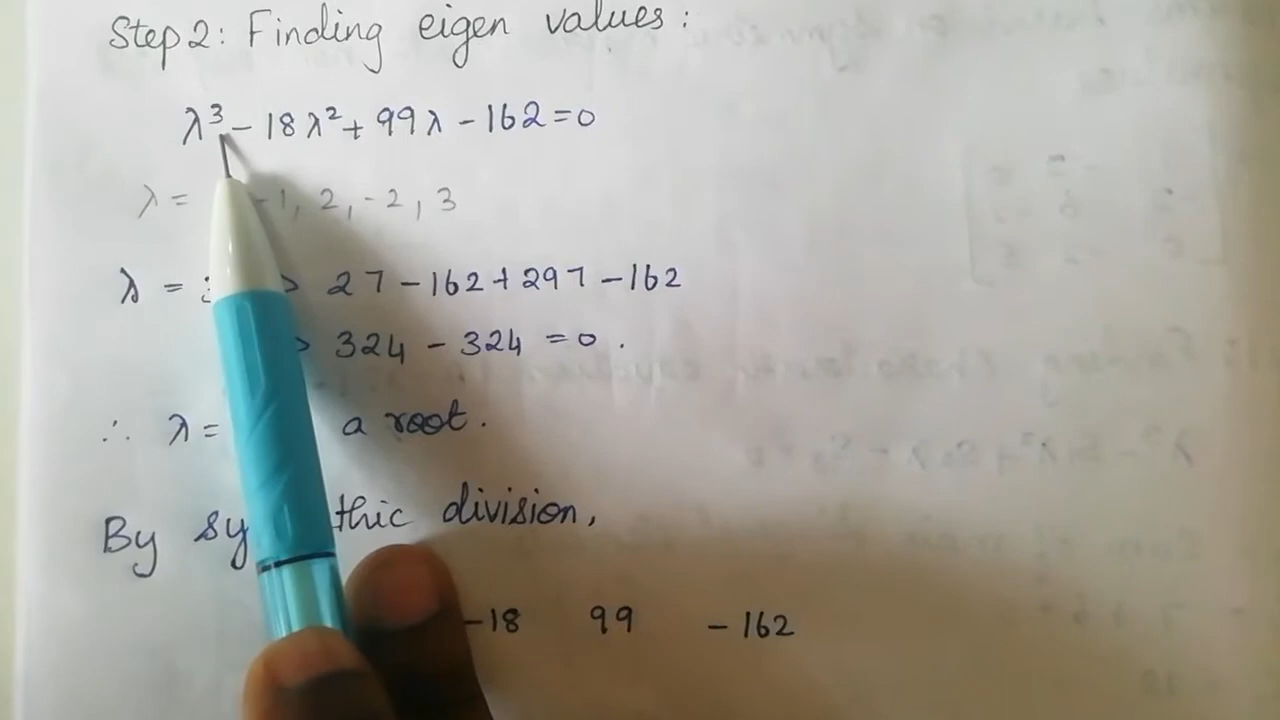 Step 2: Finding eigen values:
λ³ - 18λ² + 99λ - 162 = 0
λ = -1, 2, -2, 3
λ = > 27 - 162 + 297 - 162
> 324 - 324 = 0 .
∴ λ = a root.
By division,
-18 99 - 162